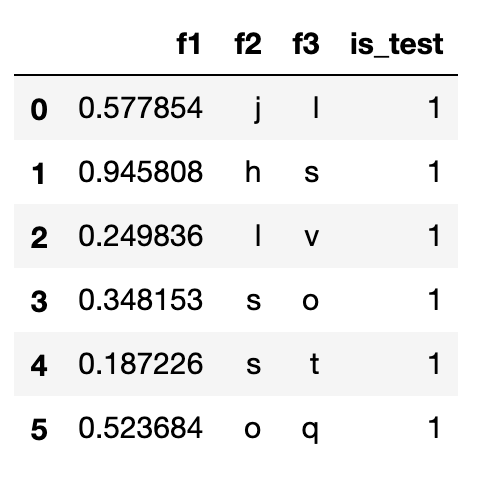 f1 f2 f3 is_test
0 0.577854 j l 1
1 0.945808 h s 1
2 0.249836 l v 1
3 0.348153 s o 1
4 0.187226 s t 1
5 0.523684 o q 1